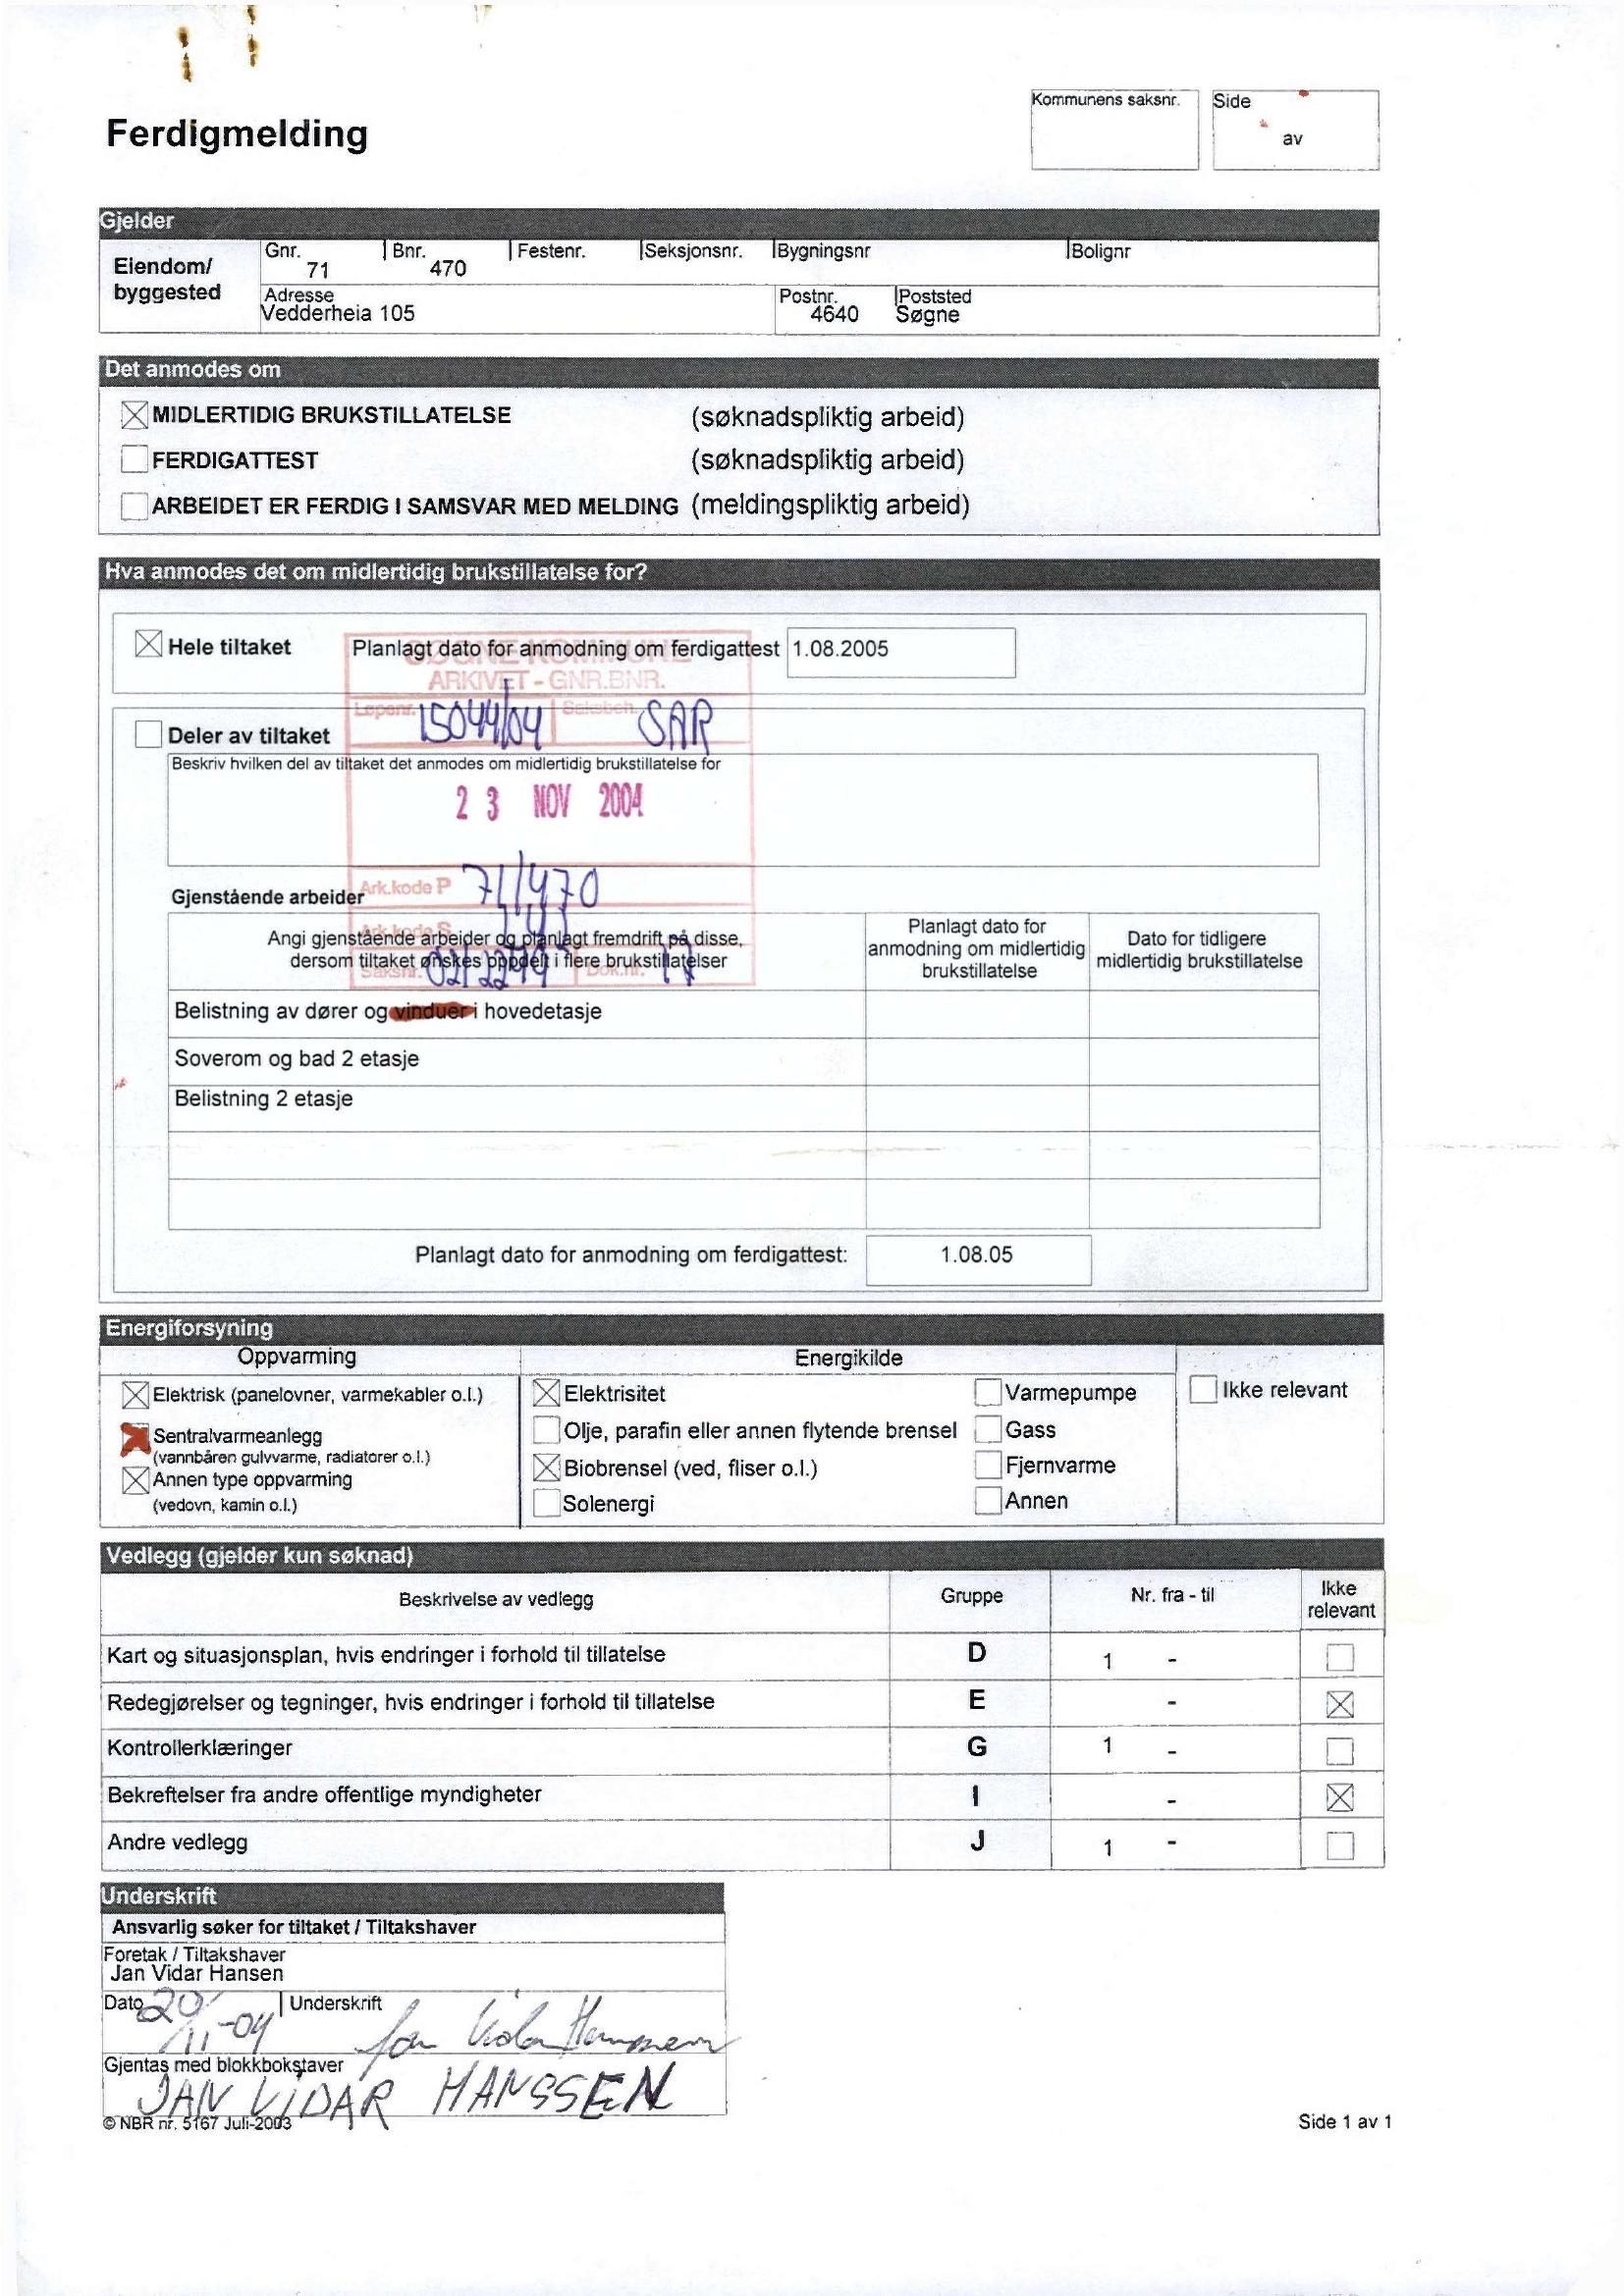 Ferdigmelding
Kommunens saksnr.
Side
av
Gjelder
Eiendom/
byggested
Gnr. Bnr. Festenr. Seksjonsnr. Bygningsnr Bolignr
71 470
Adresse Postnr. Poststed
Vedderheia 105 4640 Søgne
Det anmodes om
MIDLERTIDIG BRUKSTILLATELSE (søknadspliktig arbeid)
FERDIGATTEST (søknadspliktig arbeid)
ARBEIDET ER FERDIG I SAMSVAR MED MELDING (meldingspliktig arbeid)
Hva anmodes det om midlertidig brukstillatelse for?
Hele tiltaket Planlagt dato for anmodning om ferdigattest 1.08.2005
SØGNE KOMMUNE
ARKIVET - GNR.BNR.
Løpenr. 15044/04 Saksbeh. SAR
Deler av tiltaket
Beskriv hvilken del av tiltaket det anmodes om midlertidig brukstillatelse for
23 NOV 2004
Ark.kode P 71/470
Gjenstående arbeider
Ark.kode S
Saksnr. Dok.nr. 17
Angi gjenstående arbeider og planlagt fremdrift på disse,
dersom tiltaket ønskes oppdelt i flere brukstillatelser
Planlagt dato for
anmodning om midlertidig
brukstillatelse
Dato for tidligere
midlertidig brukstillatelse
Belistning av dører og vinduer i hovedetasje
Soverom og bad 2 etasje
Belistning 2 etasje
Planlagt dato for anmodning om ferdigattest: 1.08.05
Energiforsyning
Oppvarming Energikilde
Elektrisk (panelovner, varmekabler o.l.) Elektrisitet Varmepumpe Ikke relevant
Sentralvarmeanlegg Olje, parafin eller annen flytende brensel Gass
(vannbåren gulvvarme, radiatorer o.l.)
Annen type oppvarming Biobrensel (ved, fliser o.l.) Fjernvarme
(vedovn, kamin o.l.) Solenergi Annen
Vedlegg (gjelder kun søknad)
Beskrivelse av vedlegg Gruppe Nr. fra - til Ikke
relevant
Kart og situasjonsplan, hvis endringer i forhold til tillatelse D 1 -
Redegjørelser og tegninger, hvis endringer i forhold til tillatelse E -
Kontrollerklæringer G 1 -
Bekreftelser fra andre offentlige myndigheter I -
Andre vedlegg J 1 -
Underskrift
Ansvarlig søker for tiltaket / Tiltakshaver
Foretak / Tiltakshaver
Jan Vidar Hansen
Dato 20/11-04 Underskrift Jan Vidar Hanssen
Gjentas med blokkbokstaver
JAN VIDAR HANSSEN
© NBR nr. 5167 Juli-2003
Side 1 av 1